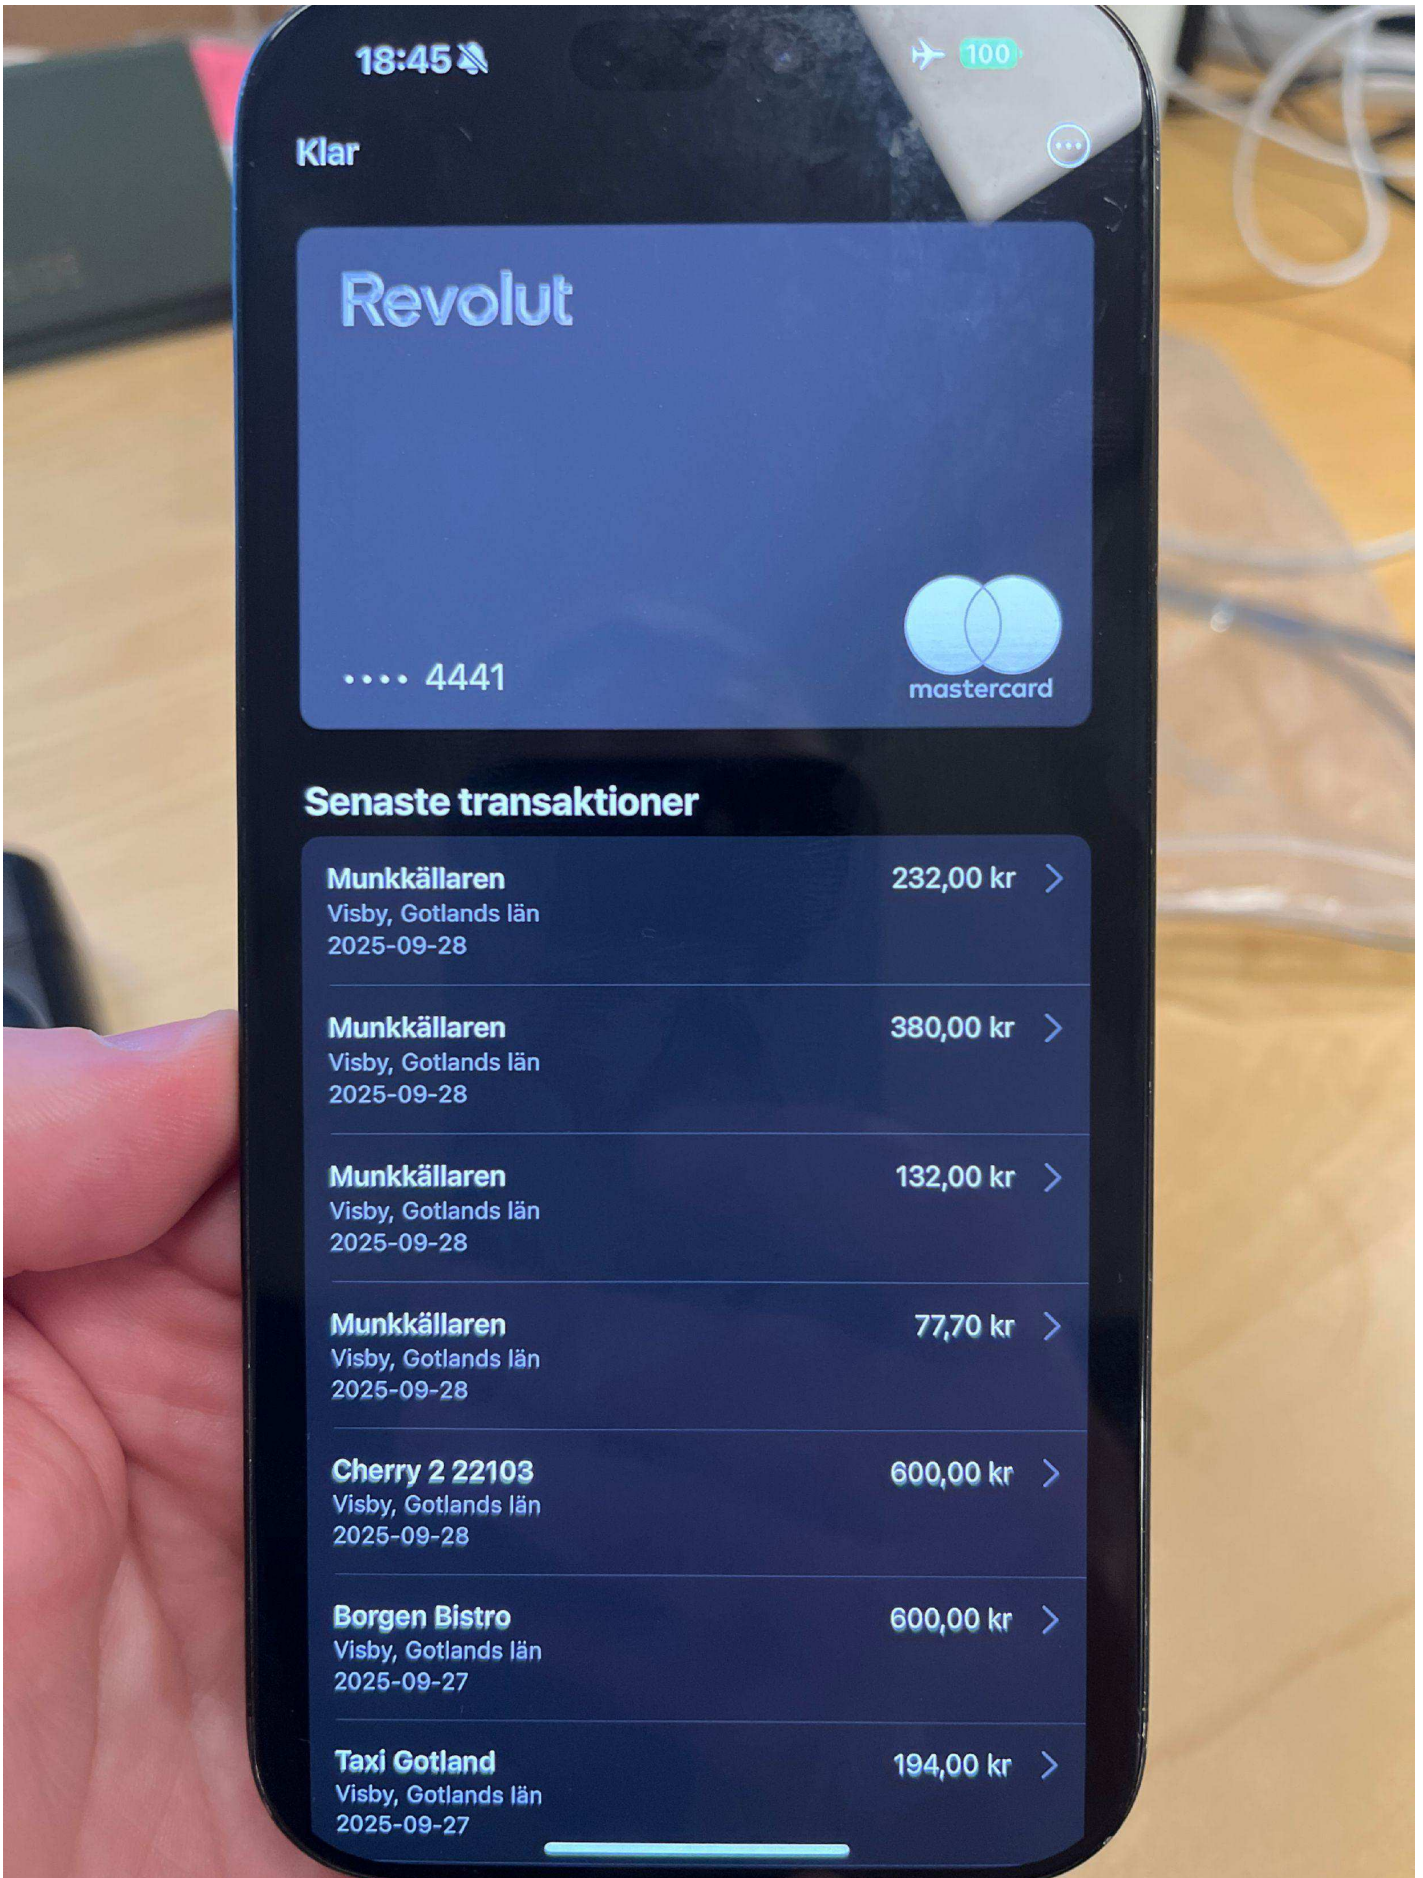 18:45
100
Klar
Revolut
•••• 4441
mastercard
Senaste transaktioner
Munkkällaren 232,00 kr
Visby, Gotlands län
2025-09-28
Munkkällaren 380,00 kr
Visby, Gotlands län
2025-09-28
Munkkällaren 132,00 kr
Visby, Gotlands län
2025-09-28
Munkkällaren 77,70 kr
Visby, Gotlands län
2025-09-28
Cherry 2 22103 600,00 kr
Visby, Gotlands län
2025-09-28
Borgen Bistro 600,00 kr
Visby, Gotlands län
2025-09-27
Taxi Gotland 194,00 kr
Visby, Gotlands län
2025-09-27